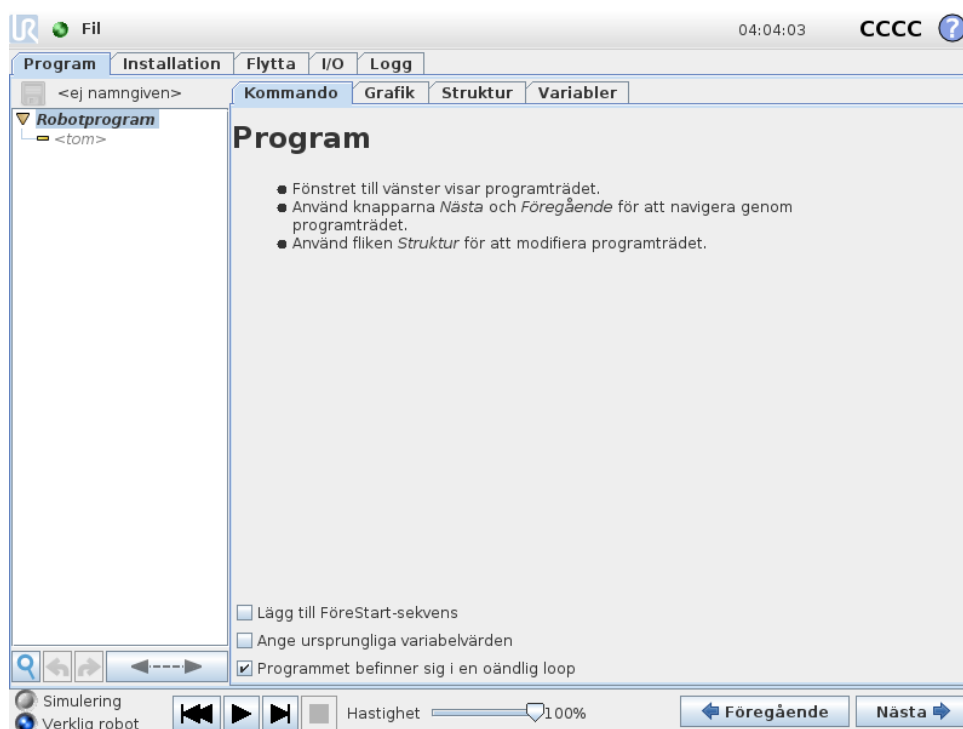 UR Fil 04:04:03 CCCC ?
Program Installation Flytta I/O Logg
<ej namngiven> Kommando Grafik Struktur Variabler
Robotprogram
<tom>
Program
Fönstret till vänster visar programträdet.
Använd knapparna Nästa och Föregående för att navigera genom
programträdet.
Använd fliken Struktur för att modifiera programträdet.
Lägg till FöreStart-sekvens
Ange ursprungliga variabelvärden
Programmet befinner sig i en oändlig loop
Simulering
Verklig robot
Hastighet 100% Föregående Nästa